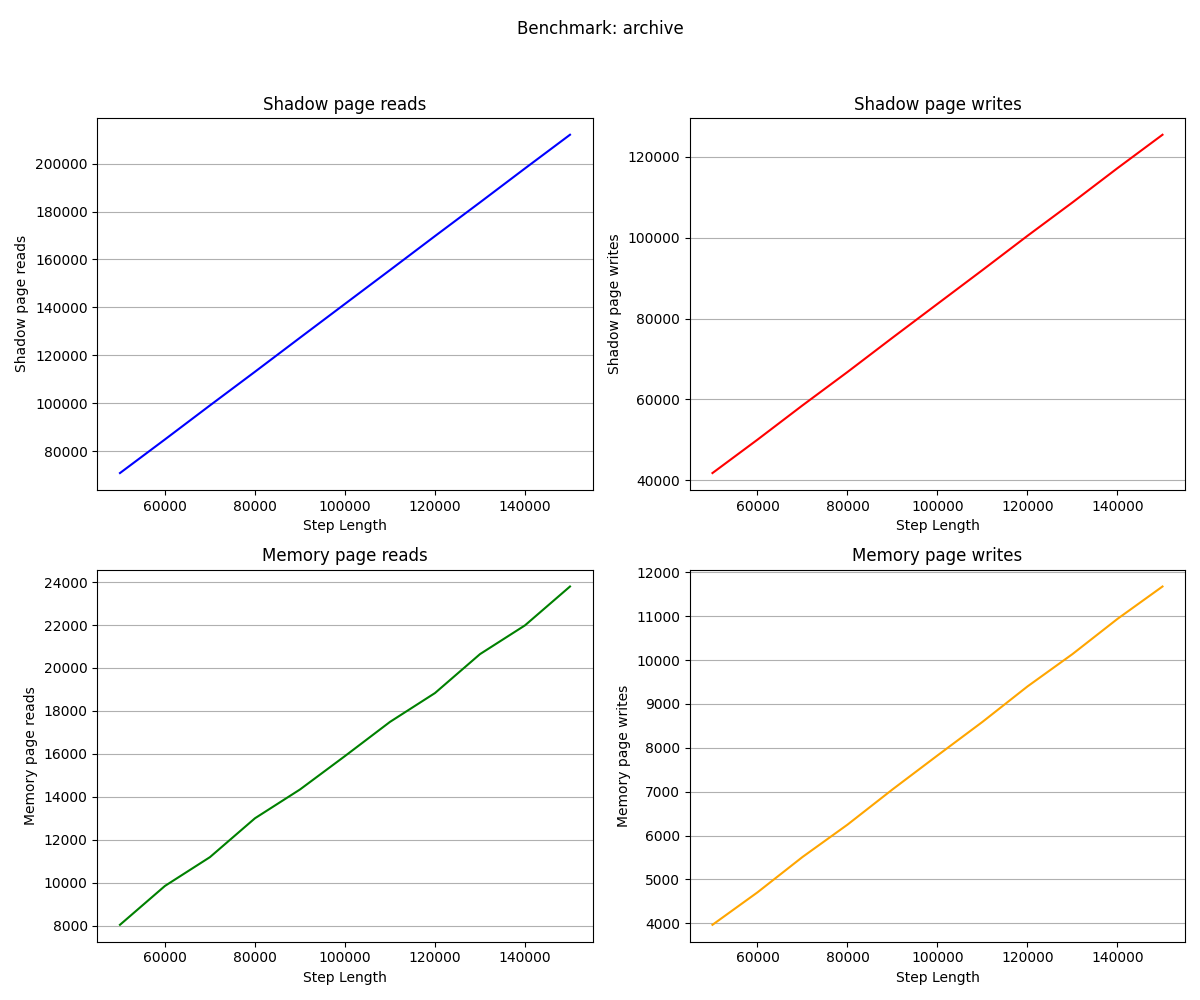 Benchmark: archive
Shadow page reads
Shadow page reads
200000
180000
160000
140000
120000
100000
80000
60000 80000 100000 120000 140000
Step Length
Shadow page writes
Shadow page writes
120000
100000
80000
60000
40000
60000 80000 100000 120000 140000
Step Length
Memory page reads
Memory page reads
24000
22000
20000
18000
16000
14000
12000
10000
8000
60000 80000 100000 120000 140000
Step Length
Memory page writes
Memory page writes
12000
11000
10000
9000
8000
7000
6000
5000
4000
60000 80000 100000 120000 140000
Step Length